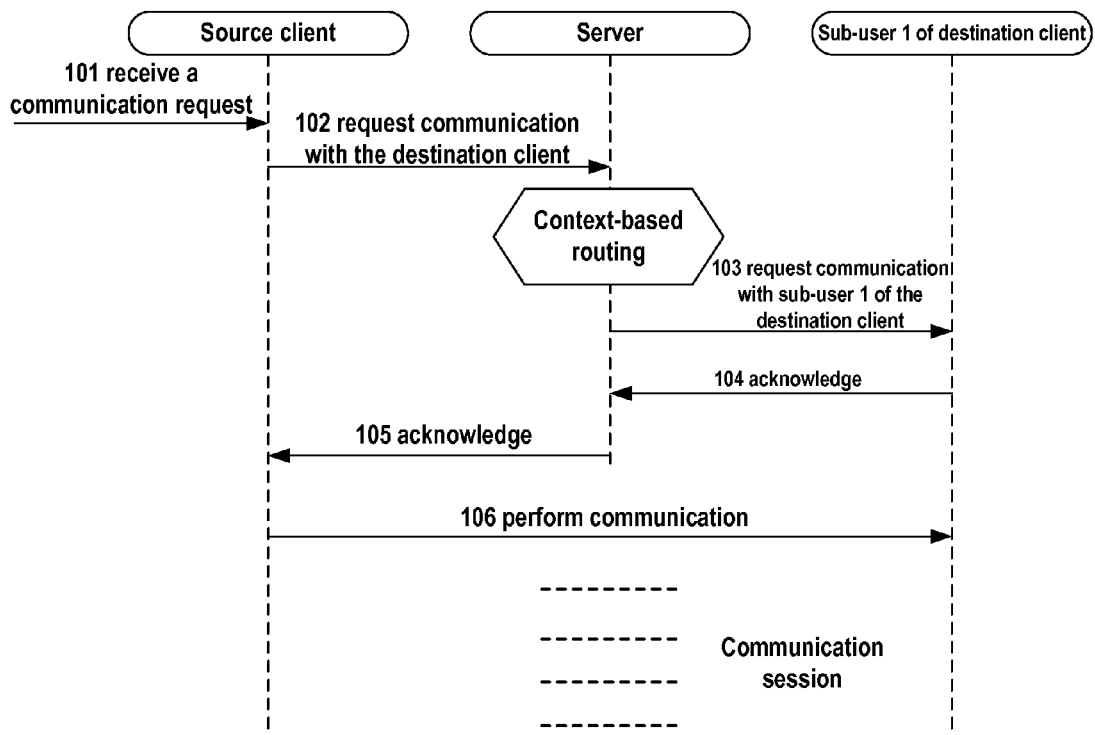 Source client
Server
Sub-user 1 of destination client
101 receive a
communication request
102 request communication
with the destination client
Context-based
routing
103 request communication
with sub-user 1 of the
destination client
104 acknowledge
105 acknowledge
106 perform communication
Communication
session